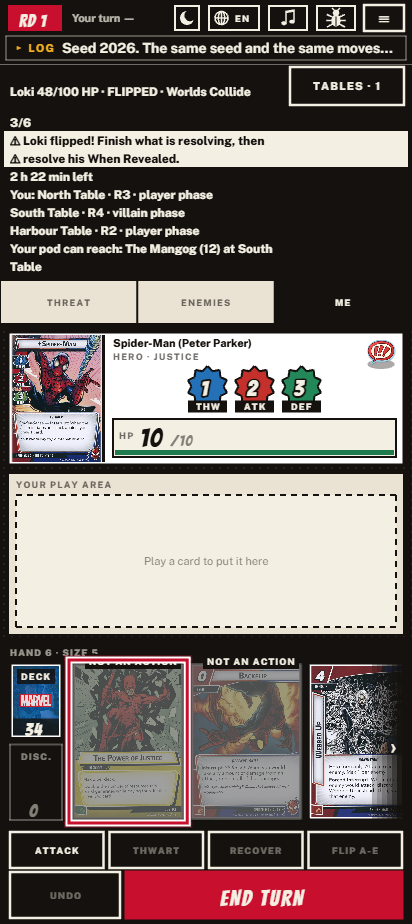 RD 1
Your turn —
EN
LOG Seed 2026. The same seed and the same moves...
Loki 48/100 HP · FLIPPED · Worlds Collide
TABLES · 1
3/6
⚠ Loki flipped! Finish what is resolving, then
⚠ resolve his When Revealed.
2 h 22 min left
You: North Table · R3 · player phase
South Table · R4 · villain phase
Harbour Table · R2 · player phase
Your pod can reach: The Mangog (12) at South
Table
THREAT
ENEMIES
ME
Spider-Man
Spider-Man (Peter Parker)
HERO · JUSTICE
1 2 3
THW ATK DEF
HP 10 /10
YOUR PLAY AREA
Play a card to put it here
HAND 6 · SIZE 5
DECK
MARVEL
34
DISC.
0
The Power of Justice
NOT AN ACTION
0
Backflip
4
Webbed Up
ATTACK
THWART
RECOVER
FLIP A-E
UNDO
END TURN